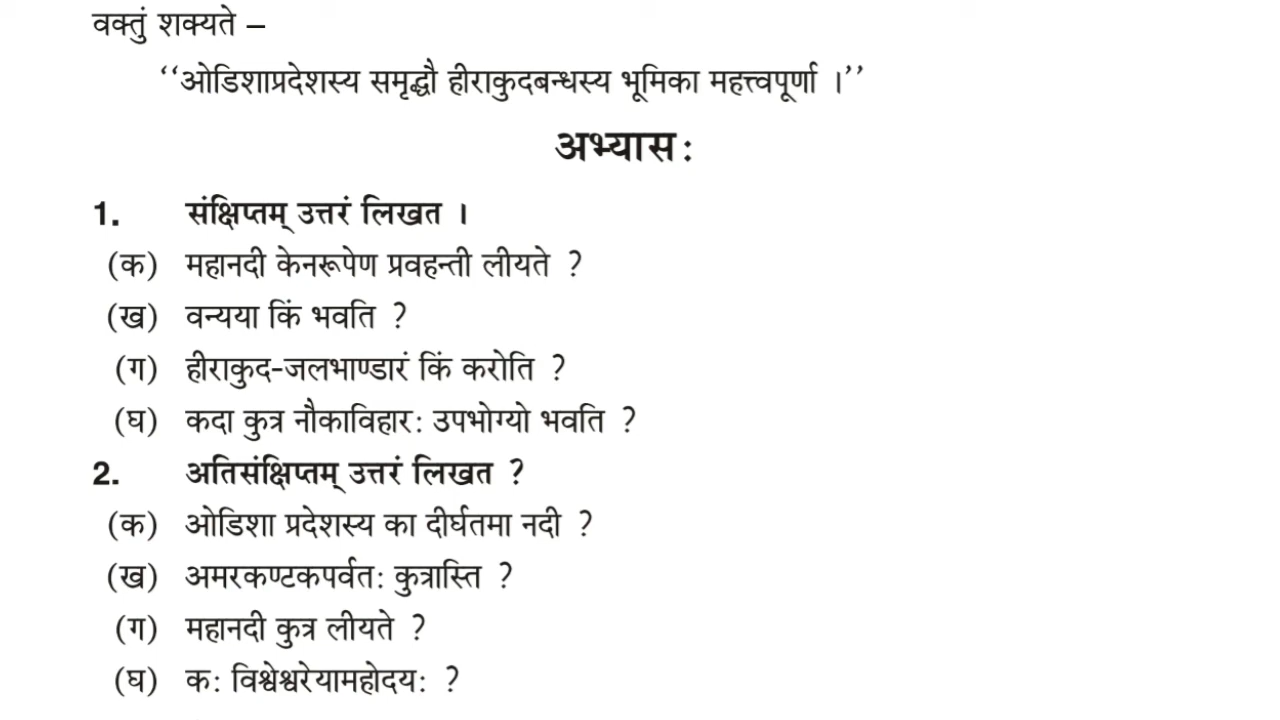 वक्तुं शक्यते –
‘‘ओडिशाप्रदेशस्य समृद्धौ हीराकुदबन्धस्य भूमिका महत्त्वपूर्णा ।’’
अभ्यासः
1. संक्षिप्तम् उत्तरं लिखत ।
(क) महानदी केनरूपेण प्रवहन्ती लीयते ?
(ख) वन्यया किं भवति ?
(ग) हीराकुद-जलभाण्डारं किं करोति ?
(घ) कदा कुत्र नौकाविहारः उपभोग्यो भवति ?
2. अतिसंक्षिप्तम् उत्तरं लिखत ?
(क) ओडिशा प्रदेशस्य का दीर्घतमा नदी ?
(ख) अमरकण्टकपर्वतः कुत्रास्ति ?
(ग) महानदी कुत्र लीयते ?
(घ) कः विश्वेश्वरेयामहोदयः ?